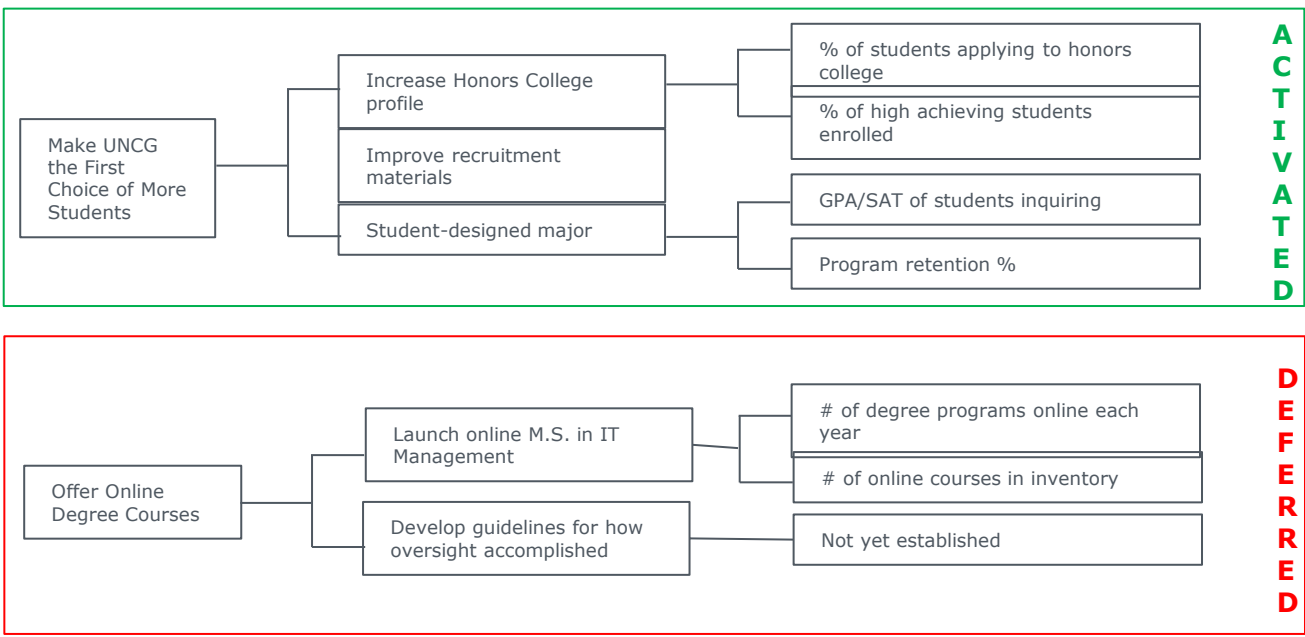 Make UNCG
the First
Choice of More
Students
Increase Honors College
profile
Improve recruitment
materials
Student-designed major
% of students applying to honors
college
% of high achieving students
enrolled
GPA/SAT of students inquiring
Program retention %
A
C
T
I
V
A
T
E
D
Offer Online
Degree Courses
Launch online M.S. in IT
Management
Develop guidelines for how
oversight accomplished
# of degree programs online each
year
# of online courses in inventory
Not yet established
D
E
F
E
R
R
E
D